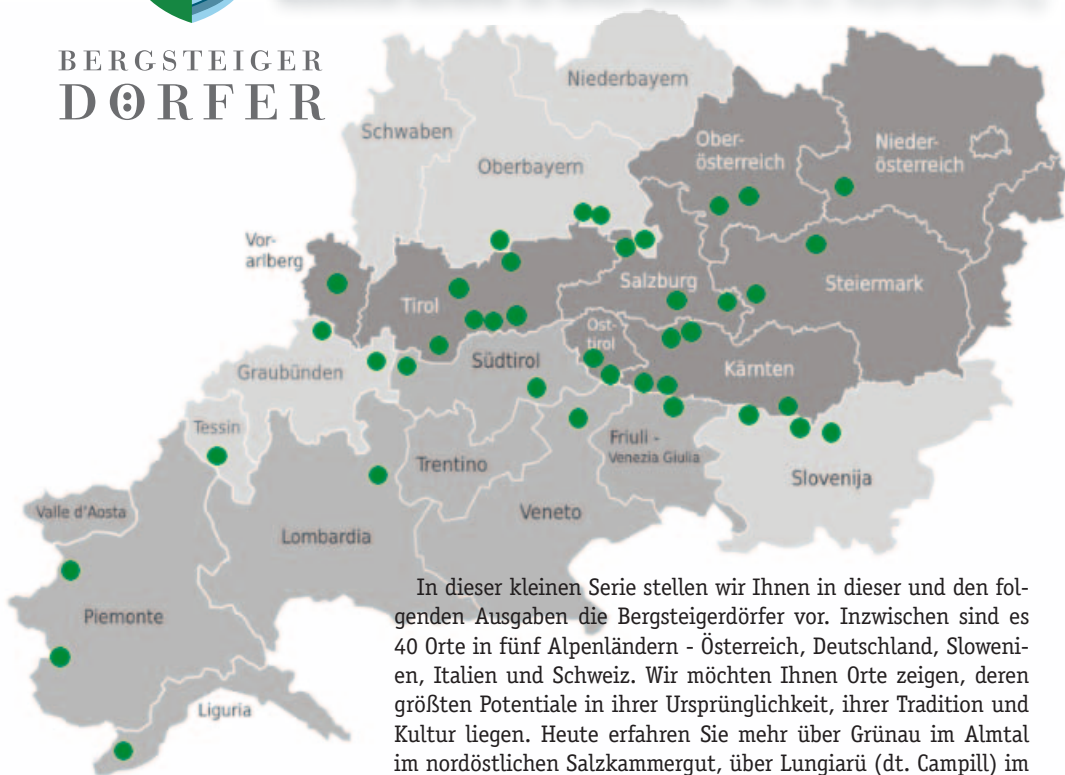 BERGSTEIGER
DÖRFER
Niederbayern
Schwaben
Ober-
österreich
Nieder-
österreich
Oberbayern
Vor-
arlberg
Salzburg
Steiermark
Tirol
Ost-
tirol
Südtirol
Kärnten
Graubünden
Tessin
Friuli -
Venezia Giulia
Trentino
Slovenija
Valle d'Aosta
Veneto
Lombardia
Piemonte
Liguria
In dieser kleinen Serie stellen wir Ihnen in dieser und den fol-
genden Ausgaben die Bergsteigerdörfer vor. Inzwischen sind es
40 Orte in fünf Alpenländern - Österreich, Deutschland, Sloweni-
en, Italien und Schweiz. Wir möchten Ihnen Orte zeigen, deren
größten Potentiale in ihrer Ursprünglichkeit, ihrer Tradition und
Kultur liegen. Heute erfahren Sie mehr über Grünau im Almtal
im nordöstlichen Salzkammergut, über Lungiarü (dt. Campill) im